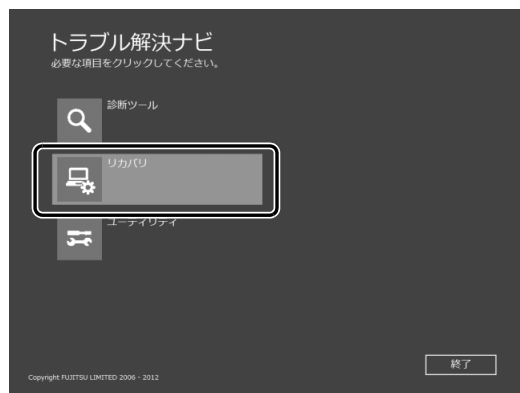 トラブル解決ナビ
必要な項目をクリックしてください。
診断ツール
リカバリ
ユーティリティ
終了
Copyright FUJITSU LIMITED 2006 - 2012